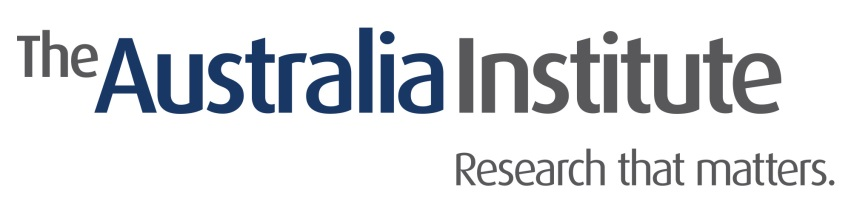 The Australia Institute
Research that matters.